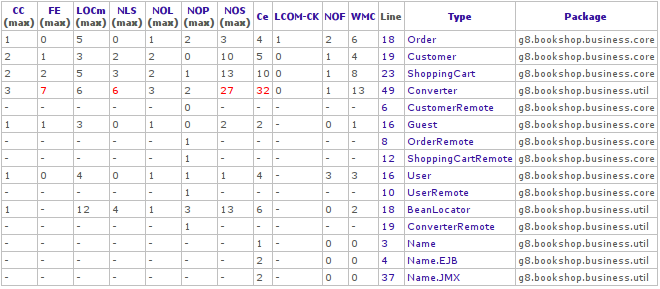 CC (max) FE (max) LOCm (max) NLS (max) NOL (max) NOP (max) NOS (max) Ce LCOM-CK NOF WMC Line Type Package
1 0 5 0 1 2 3 4 1 2 6 18 Order g8.bookshop.business.core
2 1 3 2 2 0 10 5 0 1 4 19 Customer g8.bookshop.business.core
2 2 5 3 2 1 13 10 0 1 8 23 ShoppingCart g8.bookshop.business.core
3 7 6 6 3 2 27 32 0 1 13 49 Converter g8.bookshop.business.util
- - - - - 0 - - - - - 6 CustomerRemote g8.bookshop.business.core
1 1 3 0 1 0 2 2 - 0 1 16 Guest g8.bookshop.business.core
- - - - - 1 - - - - - 8 OrderRemote g8.bookshop.business.core
- - - - - 1 - - - - - 12 ShoppingCartRemote g8.bookshop.business.core
1 0 4 0 1 1 1 4 - 3 3 16 User g8.bookshop.business.core
- - - - - 1 - - - - - 10 UserRemote g8.bookshop.business.core
1 - 12 4 1 3 13 6 - 0 2 18 BeanLocator g8.bookshop.business.util
- - - - - 1 - - - - - 19 ConverterRemote g8.bookshop.business.util
- - - - - - - 1 - 0 0 3 Name g8.bookshop.business.util
- - - - - - - 2 - 0 0 4 Name.EJB g8.bookshop.business.util
- - - - - - - 2 - 0 0 37 Name.JMX g8.bookshop.business.util